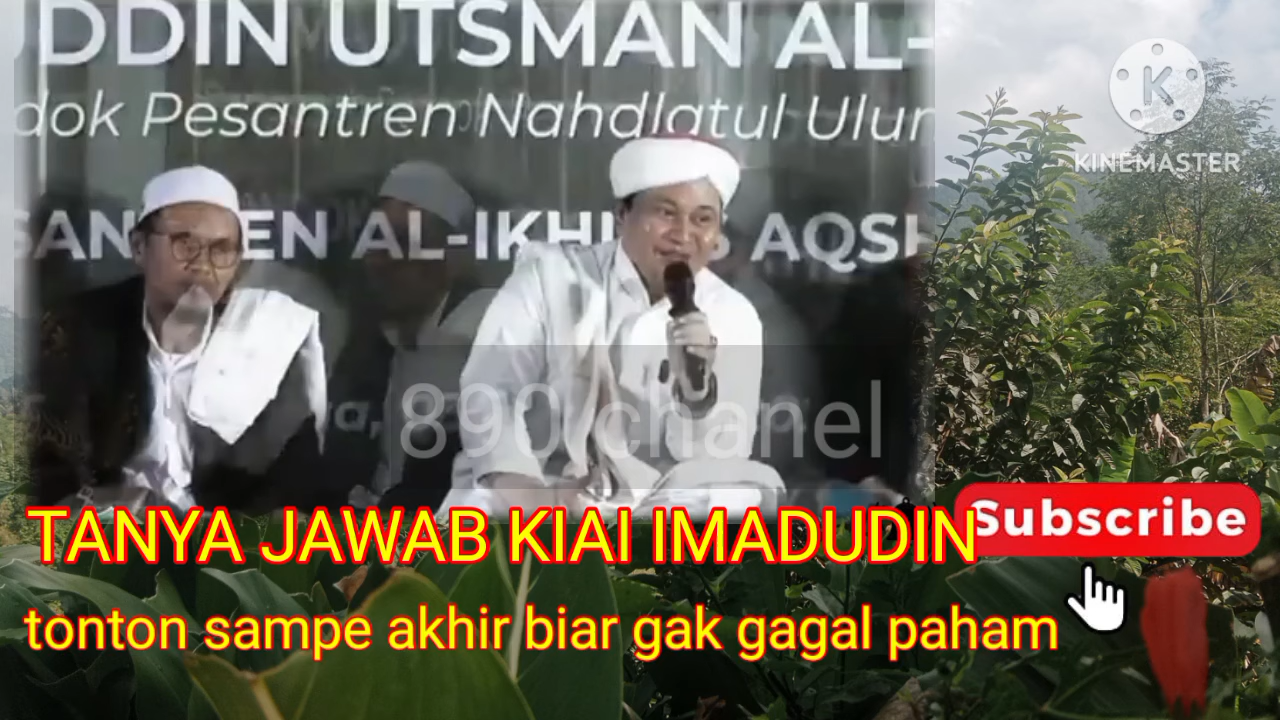 UDDIN UTSMAN AL-
dok Pesantren Nahdlatul Ulum
SANTREN AL-IKHLAS AQSH
K
KINEMASTER
890 chanel
Subscribe
TANYA JAWAB KIAI IMADUDIN
tonton sampe akhir biar gak gagal paham